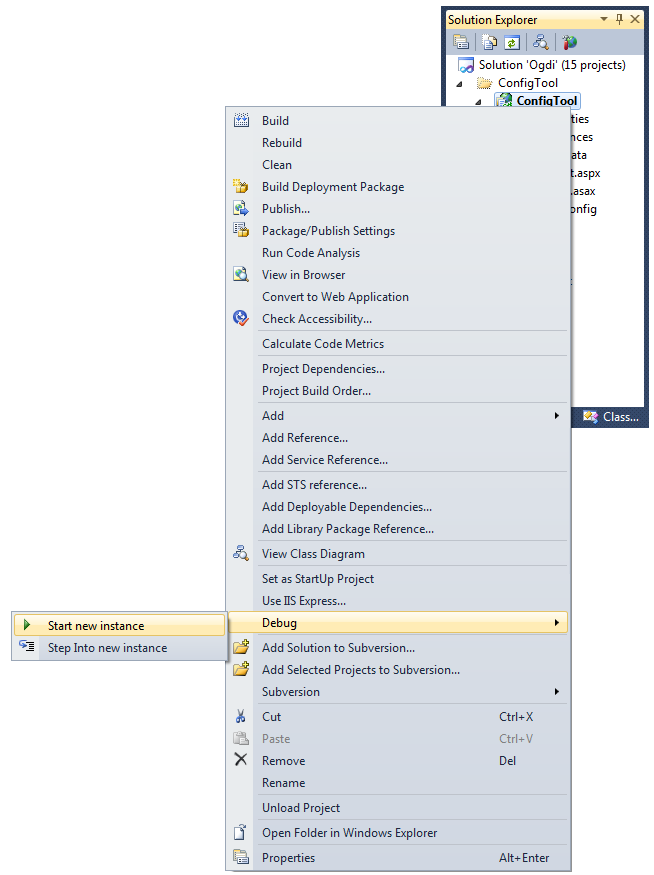 Solution Explorer
Solution 'Ogdi' (15 projects)
ConfigTool
ConfigTool
ties
nces
ata
t.aspx
.asax
onfig
Class...
Build
Rebuild
Clean
Build Deployment Package
Publish...
Package/Publish Settings
Run Code Analysis
View in Browser
Convert to Web Application
Check Accessibility...
Calculate Code Metrics
Project Dependencies...
Project Build Order...
Add
Add Reference...
Add Service Reference...
Add STS reference...
Add Deployable Dependencies...
Add Library Package Reference...
View Class Diagram
Set as StartUp Project
Use IIS Express...
Debug
Start new instance
Step Into new instance
Add Solution to Subversion...
Add Selected Projects to Subversion...
Subversion
Cut Ctrl+X
Paste Ctrl+V
Remove Del
Rename
Unload Project
Open Folder in Windows Explorer
Properties Alt+Enter